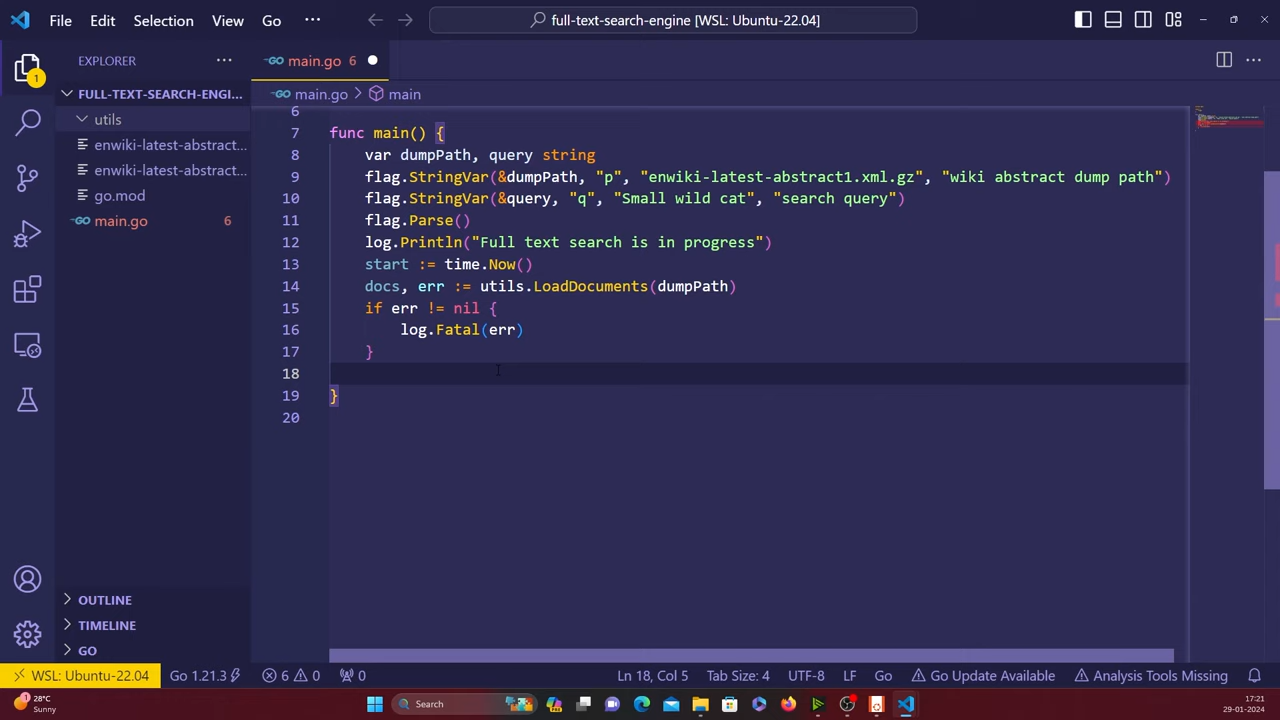 File Edit Selection View Go ··· full-text-search-engine [WSL: Ubuntu-22.04]
EXPLORER ···
GO main.go 6
FULL-TEXT-SEARCH-ENGI...
GO main.go > main
utils
enwiki-latest-abstract...
enwiki-latest-abstract...
go.mod
GO main.go 6
6
7 func main() {
8 var dumpPath, query string
9 flag.StringVar(&dumpPath, "p", "enwiki-latest-abstract1.xml.gz", "wiki abstract dump path")
10 flag.StringVar(&query, "q", "Small wild cat", "search query")
11 flag.Parse()
12 log.Println("Full text search is in progress")
13 start := time.Now()
14 docs, err := utils.LoadDocuments(dumpPath)
15 if err != nil {
16 log.Fatal(err)
17 }
18
19 }
20
1
OUTLINE
TIMELINE
GO
WSL: Ubuntu-22.04 Go 1.21.3 6 0 0 Ln 18, Col 5 Tab Size: 4 UTF-8 LF Go Go Update Available Analysis Tools Missing
28°C
Sunny
Search
17:21
29-01-2024